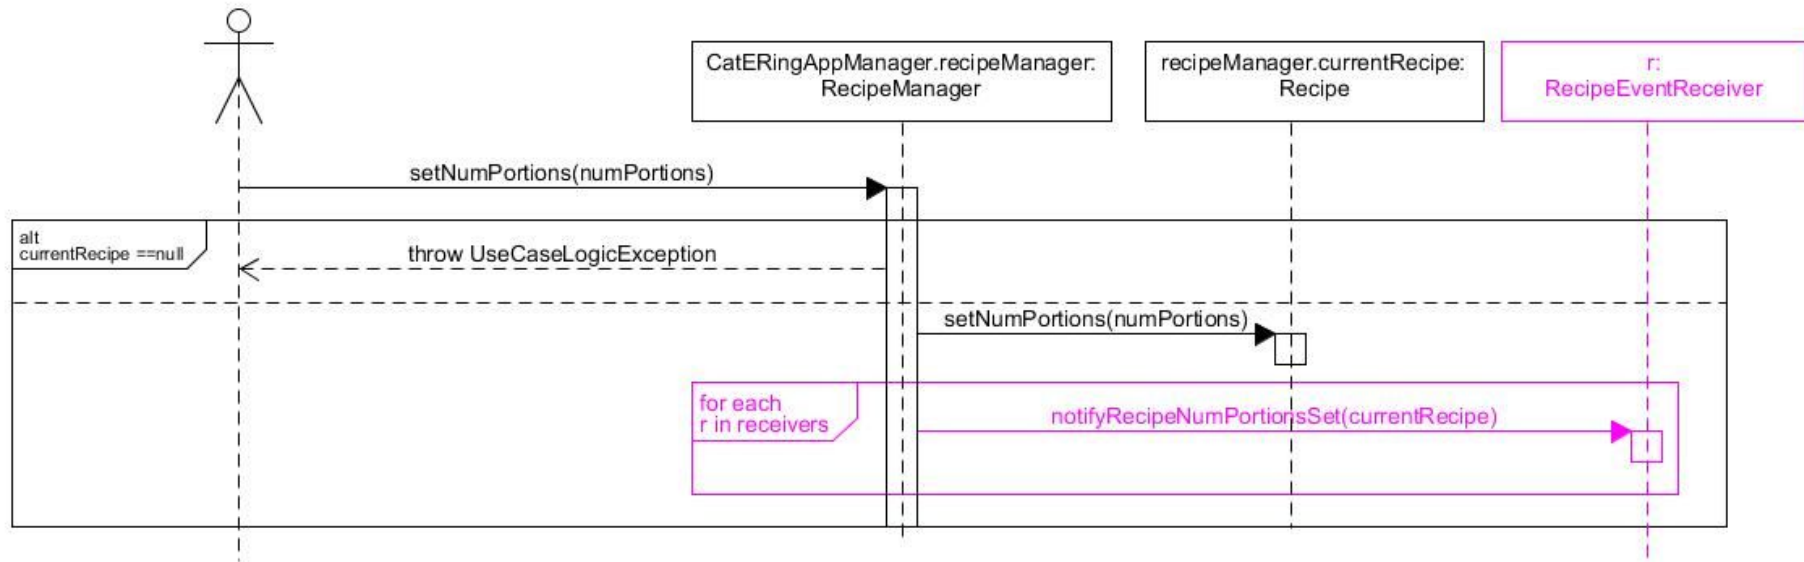 CatERingAppManager.recipeManager:
RecipeManager
recipeManager.currentRecipe:
Recipe
r:
RecipeEventReceiver
setNumPortions(numPortions)
alt
currentRecipe ==null
throw UseCaseLogicException
setNumPortions(numPortions)
for each
r in receivers
notifyRecipeNumPortionsSet(currentRecipe)